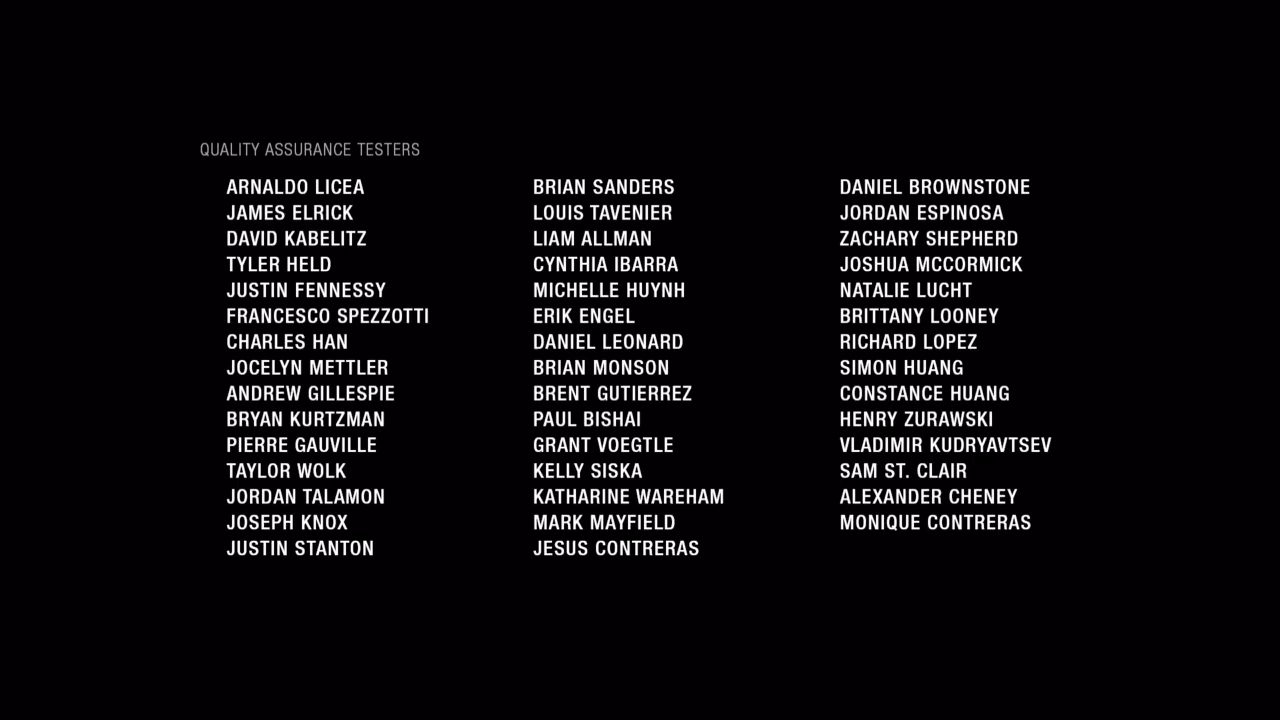 QUALITY ASSURANCE TESTERS
ARNALDO LICEA
JAMES ELRICK
DAVID KABELITZ
TYLER HELD
JUSTIN FENNESSY
FRANCESCO SPEZZOTTI
CHARLES HAN
JOCELYN METTLER
ANDREW GILLESPIE
BRYAN KURTZMAN
PIERRE GAUVILLE
TAYLOR WOLK
JORDAN TALAMON
JOSEPH KNOX
JUSTIN STANTON
BRIAN SANDERS
LOUIS TAVENIER
LIAM ALLMAN
CYNTHIA IBARRA
MICHELLE HUYNH
ERIK ENGEL
DANIEL LEONARD
BRIAN MONSON
BRENT GUTIERREZ
PAUL BISHAI
GRANT VOEGTLE
KELLY SISKA
KATHARINE WAREHAM
MARK MAYFIELD
JESUS CONTRERAS
DANIEL BROWNSTONE
JORDAN ESPINOSA
ZACHARY SHEPHERD
JOSHUA MCCORMICK
NATALIE LUCHT
BRITTANY LOONEY
RICHARD LOPEZ
SIMON HUANG
CONSTANCE HUANG
HENRY ZURAWSKI
VLADIMIR KUDRYAVTSEV
SAM ST. CLAIR
ALEXANDER CHENEY
MONIQUE CONTRERAS